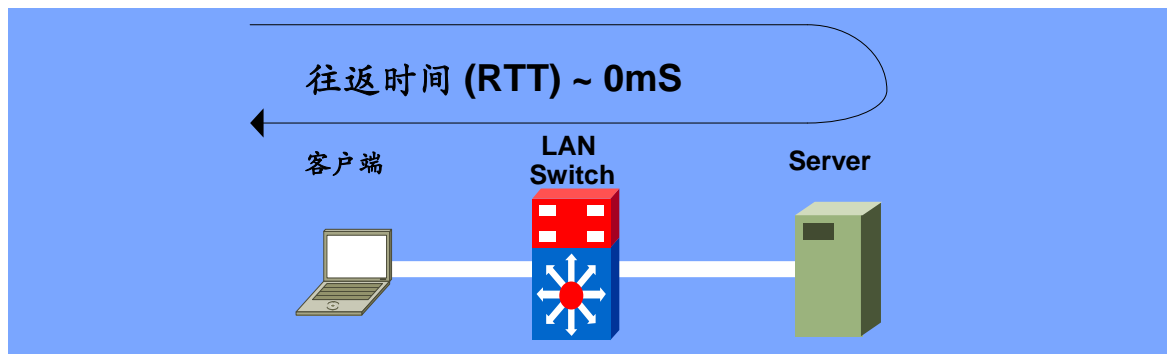 往返时间 (RTT) ~ 0mS
客户端
LAN
Switch
Server